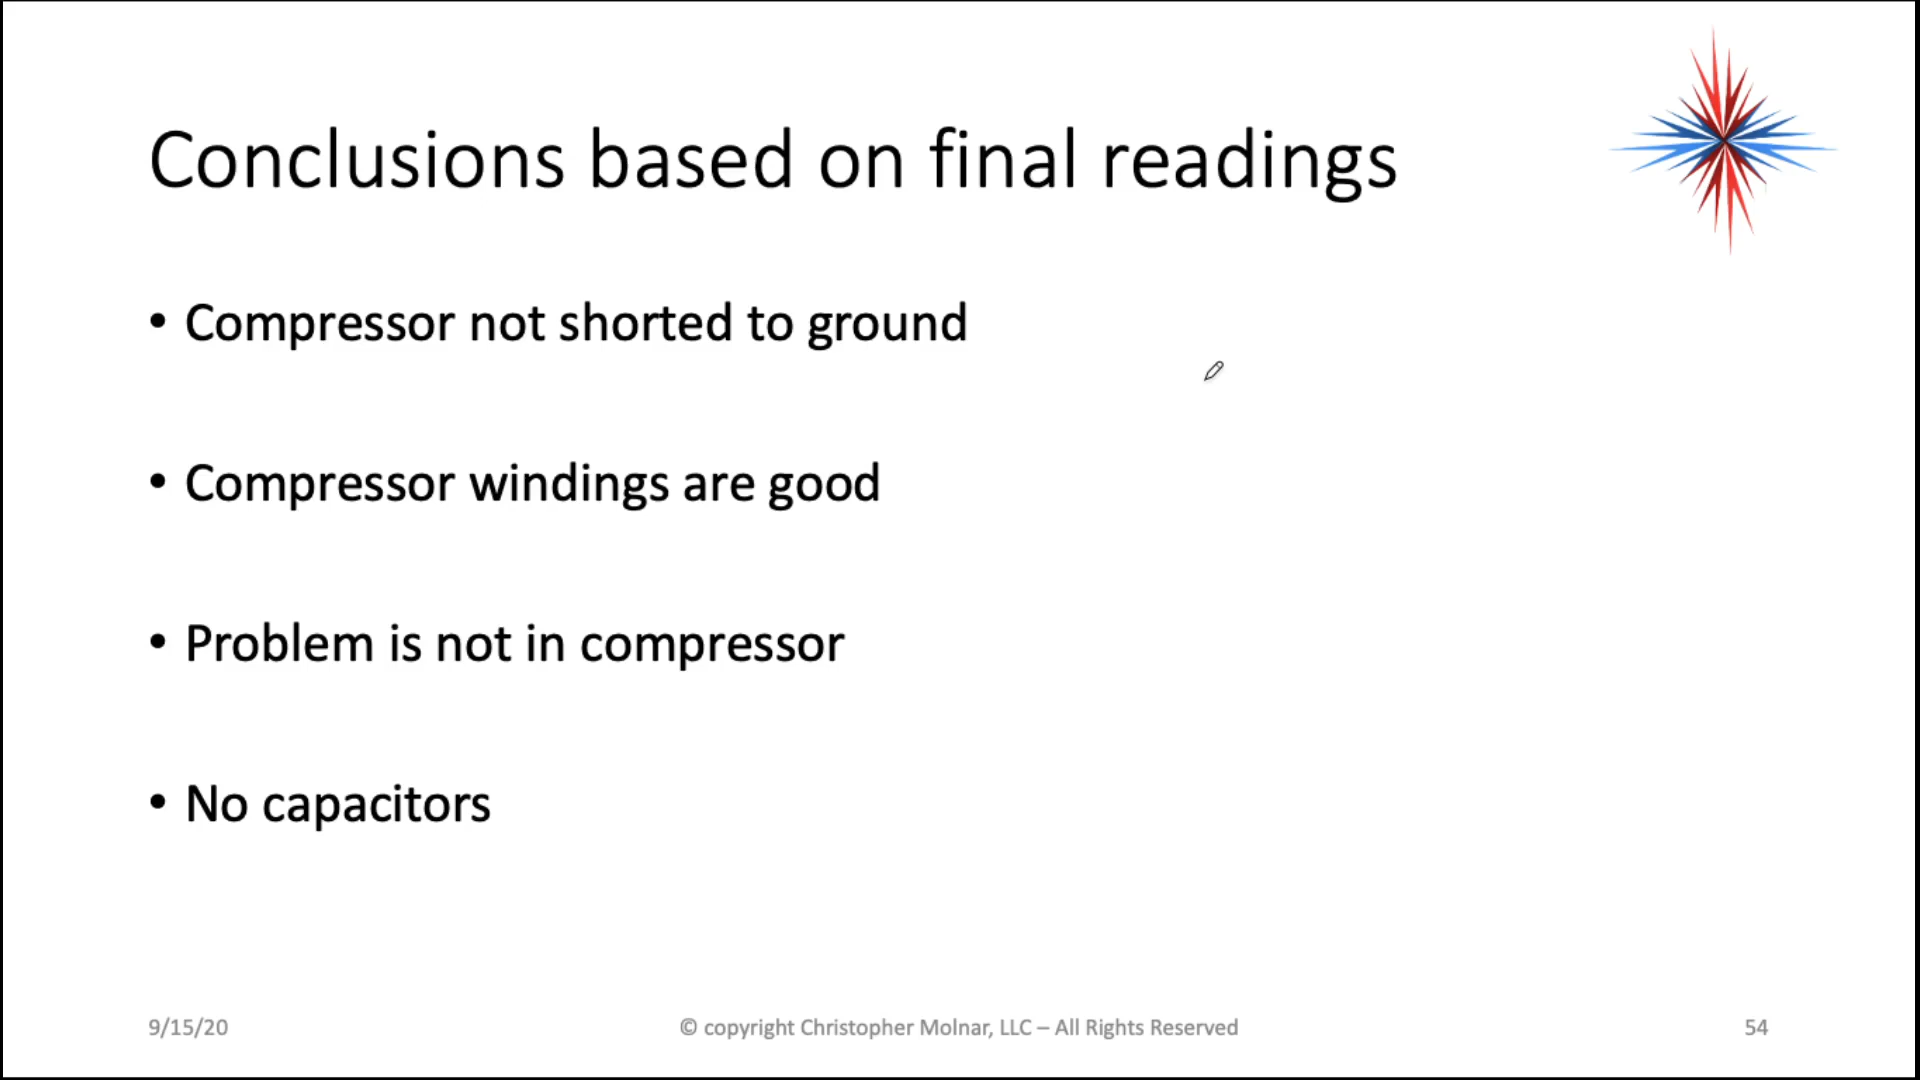 Conclusions based on final readings
• Compressor not shorted to ground
• Compressor windings are good
• Problem is not in compressor
• No capacitors
9/15/20
© copyright Christopher Molnar, LLC – All Rights Reserved
54